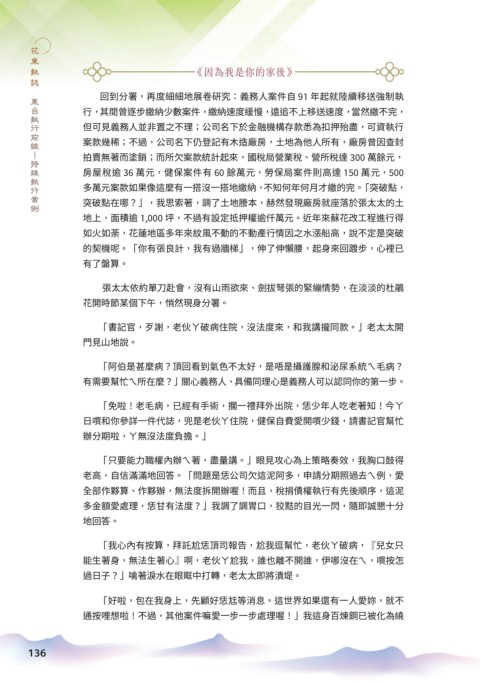 花東執誌
東台執行前鋒－特殊執行案例
《因為我是你的家後》
回到分署，再度細細地展卷研究：義務人案件自 91 年起就陸續移送強制執
行，其間曾逐步繳納少數案件，繳納速度緩慢，遠追不上移送速度，當然繳不完，
但可見義務人並非置之不理；公司名下於金融機構存款悉為扣押殆盡，可資執行
案款幾稀；不過，公司名下仍登記有木造廠房，土地為他人所有，廠房曾因查封
拍賣無著而塗銷；而所欠案款統計起來，國稅局營業稅、營所稅達 300 萬餘元，
房屋稅逾 36 萬元，健保案件有 60 餘萬元，勞保局案件則高達 150 萬元，500
多萬元案款如果像這麼有一搭沒一搭地繳納，不知何年何月才繳的完。「突破點，
突破點在哪？」，我思索著，調了土地謄本，赫然發現廠房就座落於張太太的土
地上，面積逾 1,000 坪，不過有設定抵押權逾仟萬元。近年來蘇花改工程進行得
如火如荼，花蓮地區多年來紋風不動的不動產行情因之水漲船高，說不定是突破
的契機呢。「你有張良計，我有過牆梯」，伸了伸懶腰，起身來回踱步，心裡已
有了盤算。
張太太依約單刀赴會，沒有山雨欲來、劍拔弩張的緊繃情勢，在淡淡的杜鵑
花開時節某個下午，悄然現身分署。
「書記官，歹謝，老伙ㄚ破病住院，沒法度來，和我講攏同款。」老太太開
門見山地說。
「阿伯是甚麼病？頂回看到氣色不太好，是唔是攝護腺和泌尿系統ㄟ毛病？
有需要幫忙ㄟ所在麼？」關心義務人、具備同理心是義務人可以認同你的第一步。
「免啦！老毛病，已經有手術，擱一禮拜外出院，恁少年人吃老著知！今ㄚ
日嘪和你參詳一件代誌，兜是老伙ㄚ住院，健保自費愛開嘪少錢，請書記官幫忙
辦分期啦，ㄚ無沒法度負擔。」
「只要能力職權內辦ㄟ著，盡量講。」眼見攻心為上策略奏效，我胸口鼓得
老高，自信滿滿地回答。「問題是恁公司欠這泥阿多，申請分期照過去ㄟ例，愛
全部作夥算、作夥辦，無法度拆開辦喔！而且，稅捐債權執行有先後順序，這泥
多金額愛處理，恁甘有法度？」我調了調胃口，狡黠的目光一閃，隨即誠懇十分
地回答。
「我心內有按算，拜託尬恁頂司報告，尬我逗幫忙，老伙ㄚ破病，『兒女只
能生著身，無法生著心』啊，老伙ㄚ尬我，誰也離不開誰，伊哪沒在ㄟ，嘪按怎
過日子？」噙著淚水在眼眶中打轉，老太太即將潰堤。
「好啦，包在我身上，先顧好恁尪等消息。這世界如果還有一人愛妳，就不
通按哩想啦！不過，其他案件嘛愛一步一步處理喔！」我這身百煉鋼已被化為繞
136